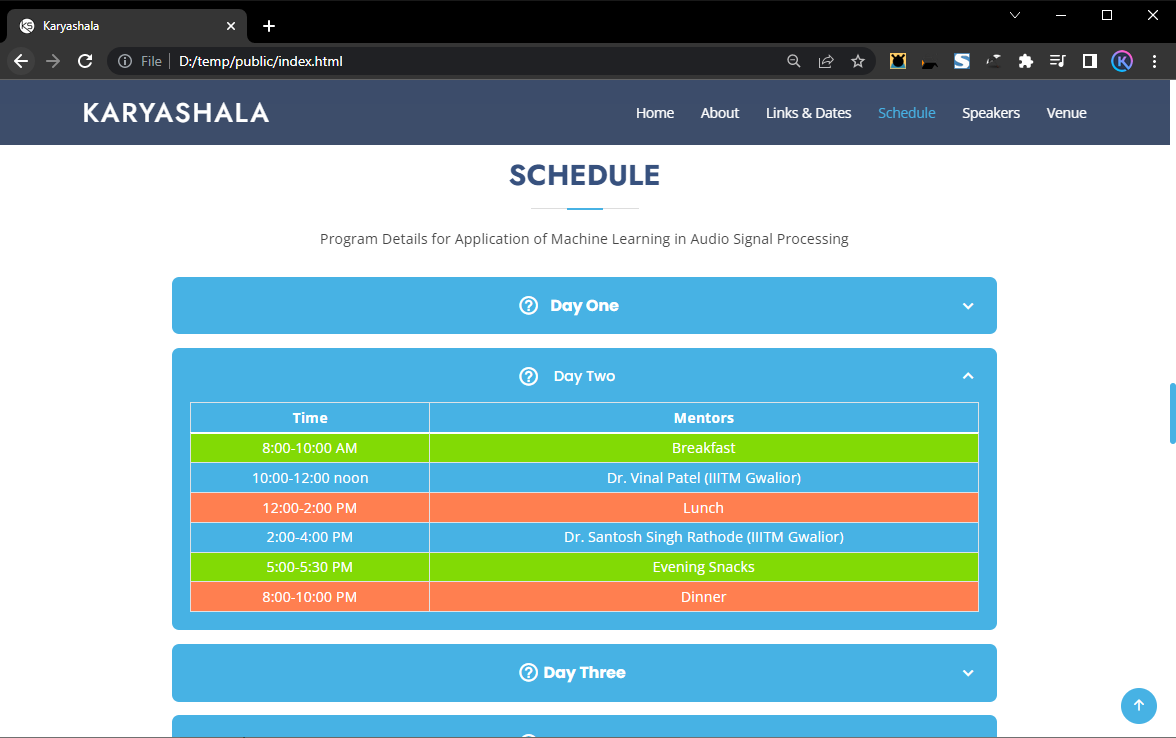 Karyashala
File D:/temp/public/index.html
KARYASHALA
Home About Links & Dates Schedule Speakers Venue
SCHEDULE
Program Details for Application of Machine Learning in Audio Signal Processing
Day One
Day Two
Time Mentors
8:00-10:00 AM Breakfast
10:00-12:00 noon Dr. Vinal Patel (IIITM Gwalior)
12:00-2:00 PM Lunch
2:00-4:00 PM Dr. Santosh Singh Rathode (IIITM Gwalior)
5:00-5:30 PM Evening Snacks
8:00-10:00 PM Dinner
Day Three